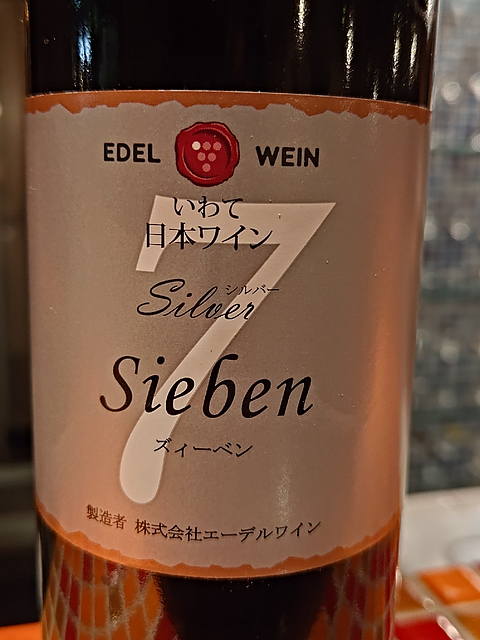 EDEL WEIN
いわて
日本ワイン
7
シルバー
Silver
Sieben
ズィーベン
製造者 株式会社エーデルワイン